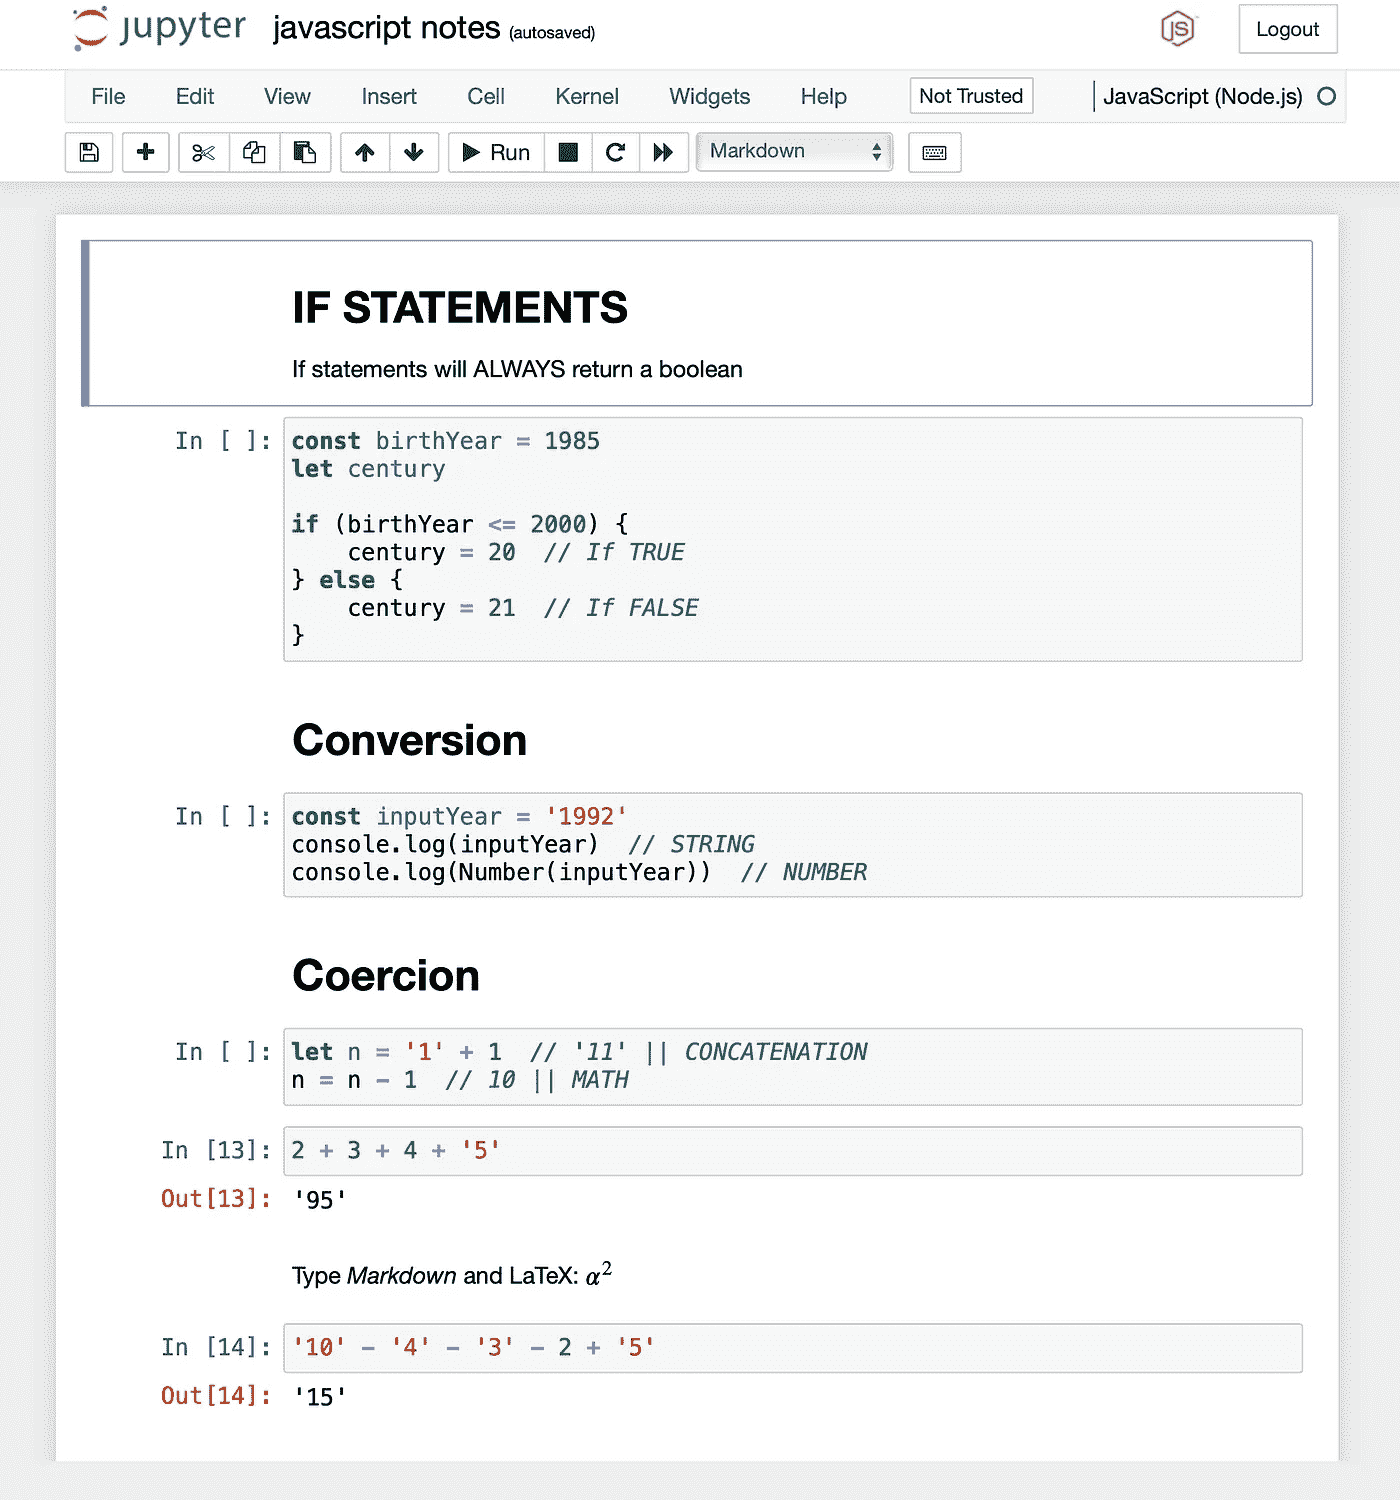 jupyter javascript notes (autosaved) JS Logout
File Edit View Insert Cell Kernel Widgets Help Not Trusted JavaScript (Node.js)
Run Markdown
IF STATEMENTS
If statements will ALWAYS return a boolean
In [ ]: const birthYear = 1985
let century
if (birthYear <= 2000) {
    century = 20  // If TRUE
} else {
    century = 21  // If FALSE
}
Conversion
In [ ]: const inputYear = '1992'
console.log(inputYear)  // STRING
console.log(Number(inputYear))  // NUMBER
Coercion
In [ ]: let n = '1' + 1  // '11' || CONCATENATION
n = n - 1  // 10 || MATH
In [13]: 2 + 3 + 4 + '5'
Out[13]: '95'
Type Markdown and LaTeX: α²
In [14]: '10' - '4' - '3' - 2 + '5'
Out[14]: '15'